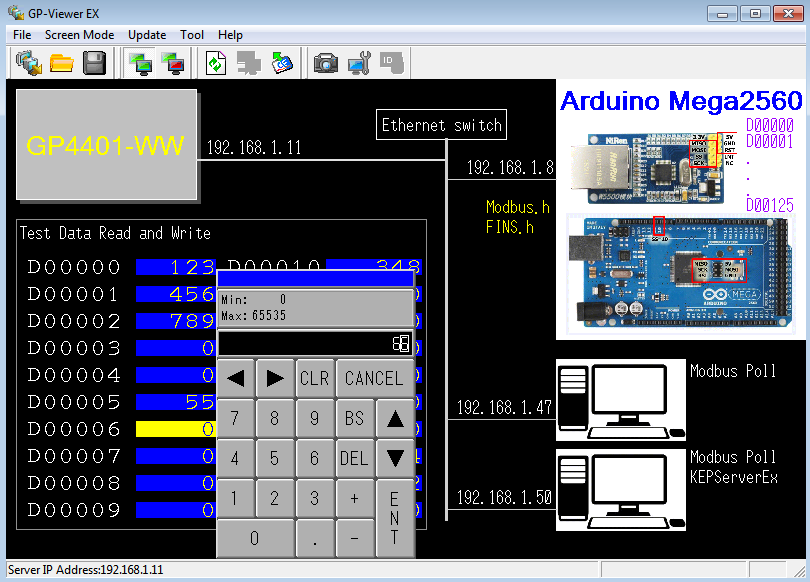 GP-Viewer EX
File Screen Mode Update Tool Help
ID
GP4401-WW
192.168.1.11
Ethernet switch
192.168.1.8
Modbus.h
FINS.h
Arduino Mega2560
D00000
D00001
.
.
D00125
Test Data Read and Write
D00000 123 D00010 348
D00001 456
D00002 789
D00003 0
D00004 0
D00005 55
D00006 0
D00007 0
D00008 0
D00009 0
Min: 0
Max: 65535
CLR CANCEL
7 8 9 BS
4 5 6 DEL
1 2 3 + ENT
0 . -
192.168.1.47
Modbus Poll
192.168.1.50
Modbus Poll
KEPServerEx
Server IP Address:192.168.1.11